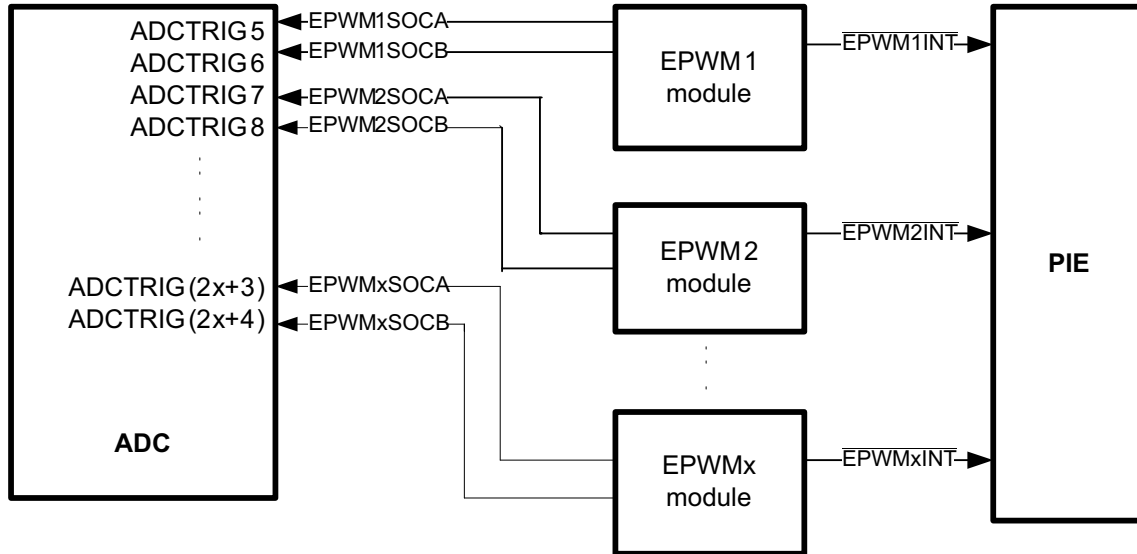 ADCTRIG5
ADCTRIG6
ADCTRIG7
ADCTRIG8
ADCTRIG(2x+3)
ADCTRIG(2x+4)
ADC
EPWM1SOCA
EPWM1SOCB
EPWM2SOCA
EPWM2SOCB
EPWMxSOCA
EPWMxSOCB
EPWM1
module
EPWM2
module
EPWMx
module
EPWM1INT
EPWM2INT
EPWMxINT
PIE